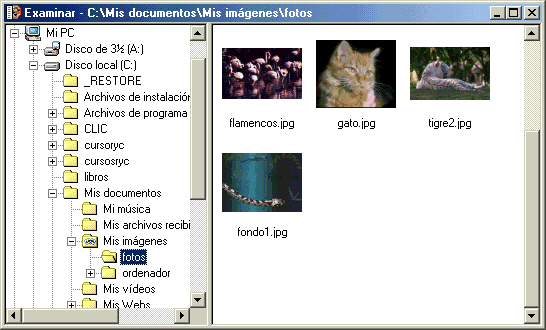 Examinar - C:\Mis documentos\Mis imágenes\fotos
Mi PC
Disco de 3½ (A:)
Disco local (C:)
_RESTORE
Archivos de instalación
Archivos de programa
CLIC
cursoryc
cursosryc
libros
Mis documentos
Mi música
Mis archivos recibi
Mis imágenes
fotos
ordenador
Mis vídeos
Mis Webs
flamencos.jpg
gato.jpg
tigre2.jpg
fondo1.jpg